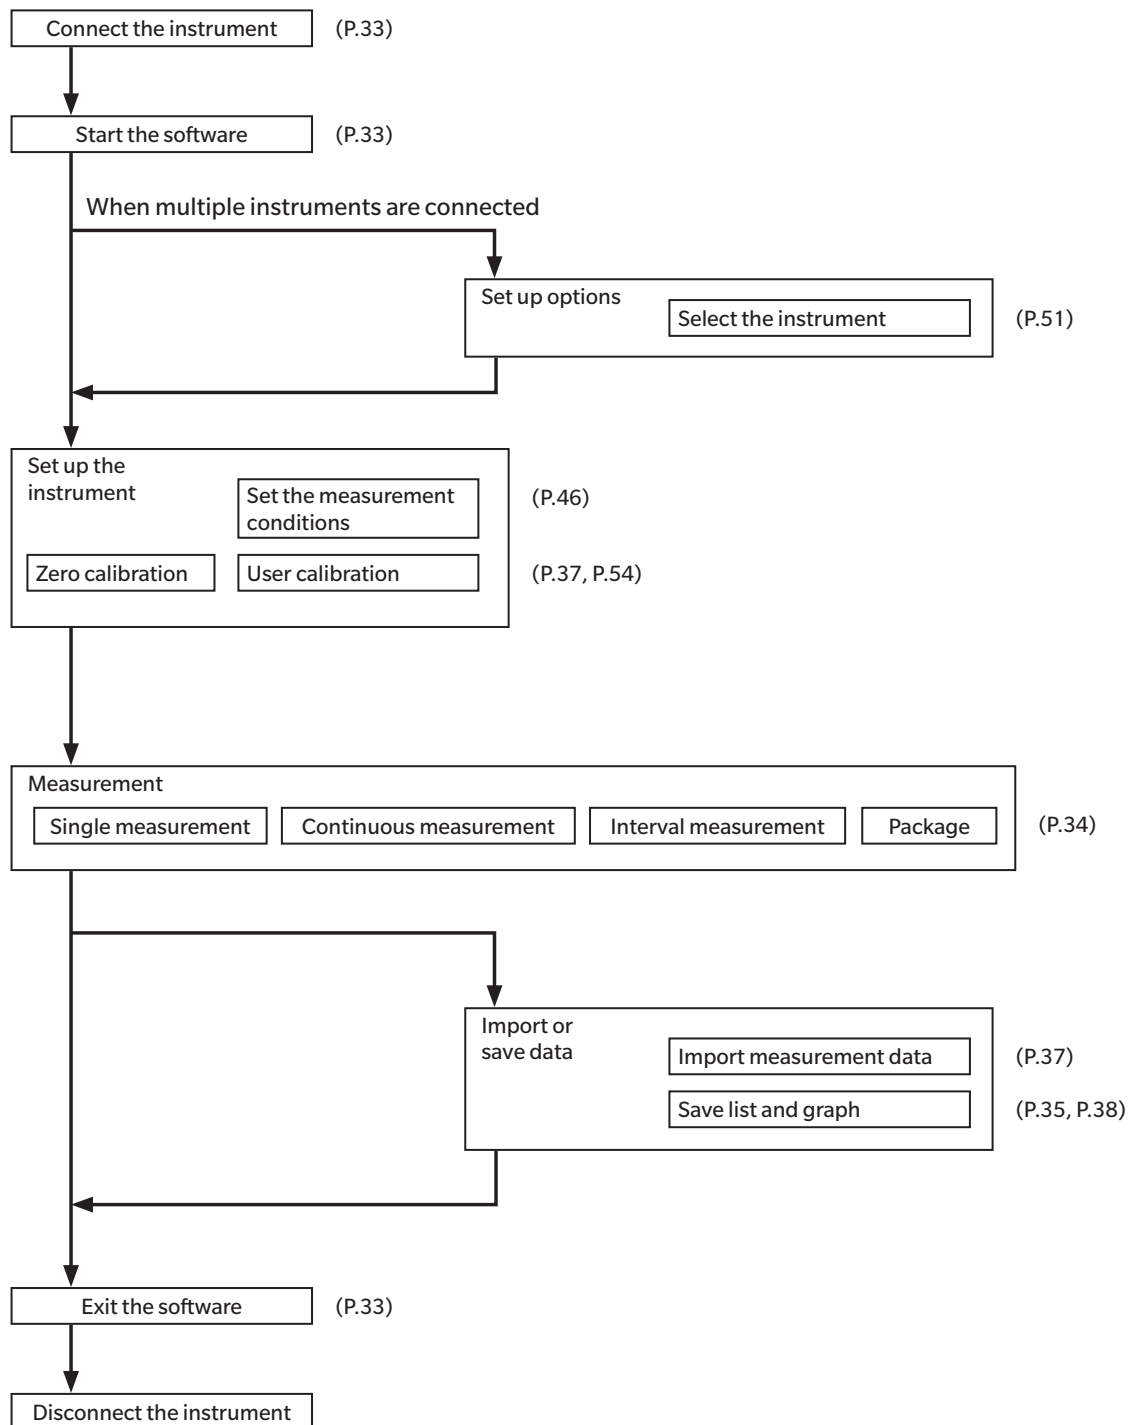 Connect the instrument (P.33)
Start the software (P.33)
When multiple instruments are connected
Set up options
Select the instrument (P.51)
Set up the
instrument
Set the measurement
conditions
(P.46)
Zero calibration User calibration (P.37, P.54)
Measurement
Single measurement Continuous measurement Interval measurement Package (P.34)
Import or
save data
Import measurement data (P.37)
Save list and graph (P.35, P.38)
Exit the software (P.33)
Disconnect the instrument